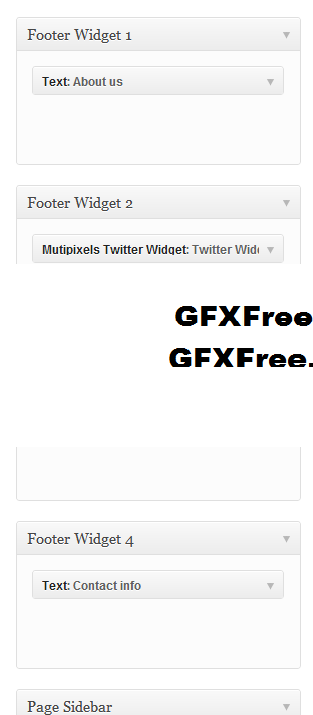 Footer Widget 1
Text: About us
Footer Widget 2
Mutipixels Twitter Widget: Twitter Wid
GFXFree
GFXFree.
Footer Widget 4
Text: Contact info
Page Sidebar